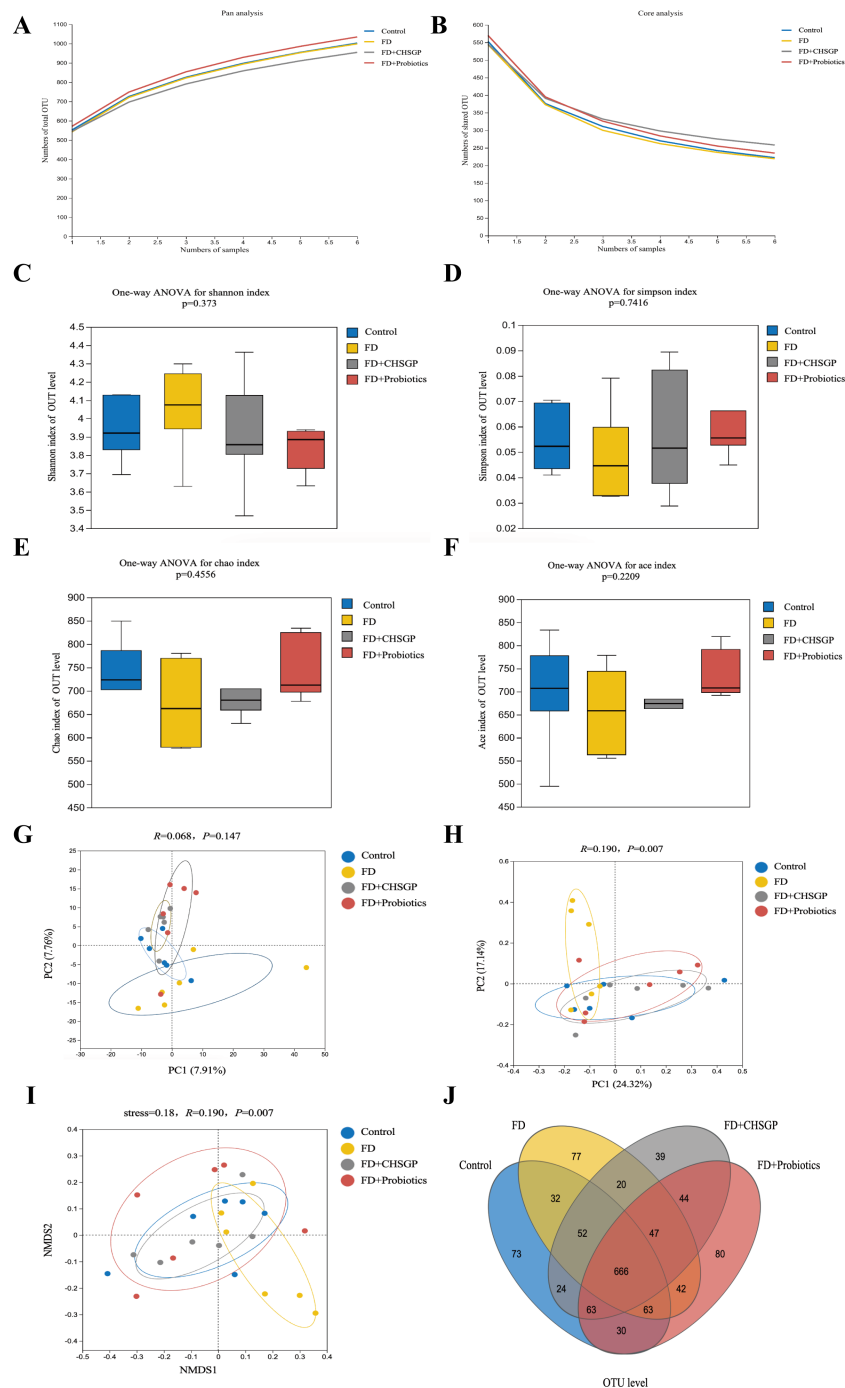 A
Pan analysis
1100
1000
900
800
700
600
500
400
300
200
100
0
Numbers of total OTU
1 1.5 2 2.5 3 3.5 4 4.5 5 5.5 6
Numbers of samples
Control
FD
FD+CHSGP
FD+Probiotics
B
Core analysis
600
550
500
450
400
350
300
250
200
150
100
50
0
Numbers of shared OTU
1 1.5 2 2.5 3 3.5 4 4.5 5 5.5 6
Numbers of samples
Control
FD
FD+CHSGP
FD+Probiotics
C
One-way ANOVA for shannon index
p=0.373
4.5
4.4
4.3
4.2
4.1
4
3.9
3.8
3.7
3.6
3.5
3.4
Shannon index of OUT level
Control
FD
FD+CHSGP
FD+Probiotics
D
One-way ANOVA for simpson index
p=0.7416
0.1
0.09
0.08
0.07
0.06
0.05
0.04
0.03
0.02
Simpson index of OUT level
Control
FD
FD+CHSGP
FD+Probiotics
E
One-way ANOVA for chao index
p=0.4556
900
850
800
750
700
650
600
550
500
450
Chao index of OUT level
Control
FD
FD+CHSGP
FD+Probiotics
F
One-way ANOVA for ace index
p=0.2209
900
850
800
750
700
650
600
550
500
450
Ace index of OUT level
Control
FD
FD+CHSGP
FD+Probiotics
G
R=0.068, P=0.147
25
20
15
10
5
0
-5
-10
-15
-20
-25
PC2 (7.76%)
-30 -20 -10 0 10 20 30 40 50
PC1 (7.91%)
Control
FD
FD+CHSGP
FD+Probiotics
H
R=0.190, P=0.007
0.6
0.4
0.2
0
-0.2
-0.4
PC2 (17.14%)
-0.4 -0.3 -0.2 -0.1 0 0.1 0.2 0.3 0.4 0.5
PC1 (24.32%)
Control
FD
FD+CHSGP
FD+Probiotics
I
stress=0.18, R=0.190, P=0.007
0.4
0.3
0.2
0.1
0
-0.1
-0.2
-0.3
-0.4
NMDS2
-0.5 -0.4 -0.3 -0.2 -0.1 0 0.1 0.2 0.3 0.4
NMDS1
Control
FD
FD+CHSGP
FD+Probiotics
J
FD
FD+CHSGP
Control
FD+Probiotics
77
39
32
20
44
52
47
73
80
666
24
42
63
63
30
OTU level